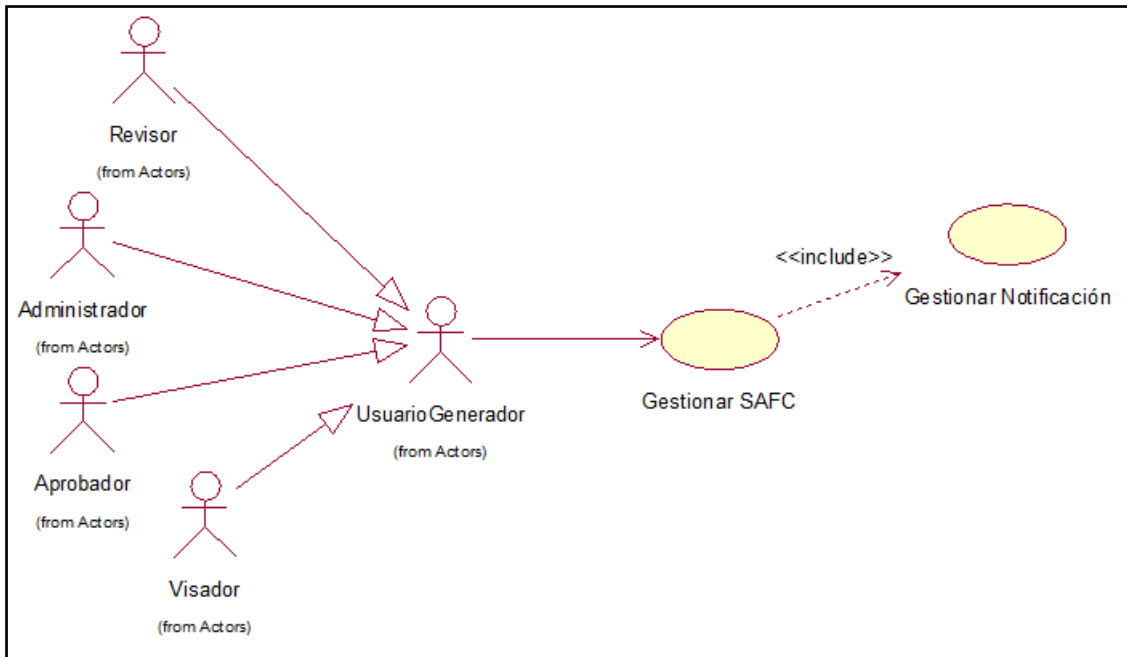 Revisor
(from Actors)
Administrador
(from Actors)
Aprobador
(from Actors)
Visador
(from Actors)
UsuarioGenerador
(from Actors)
Gestionar SAFC
<<include>>
Gestionar Notificación